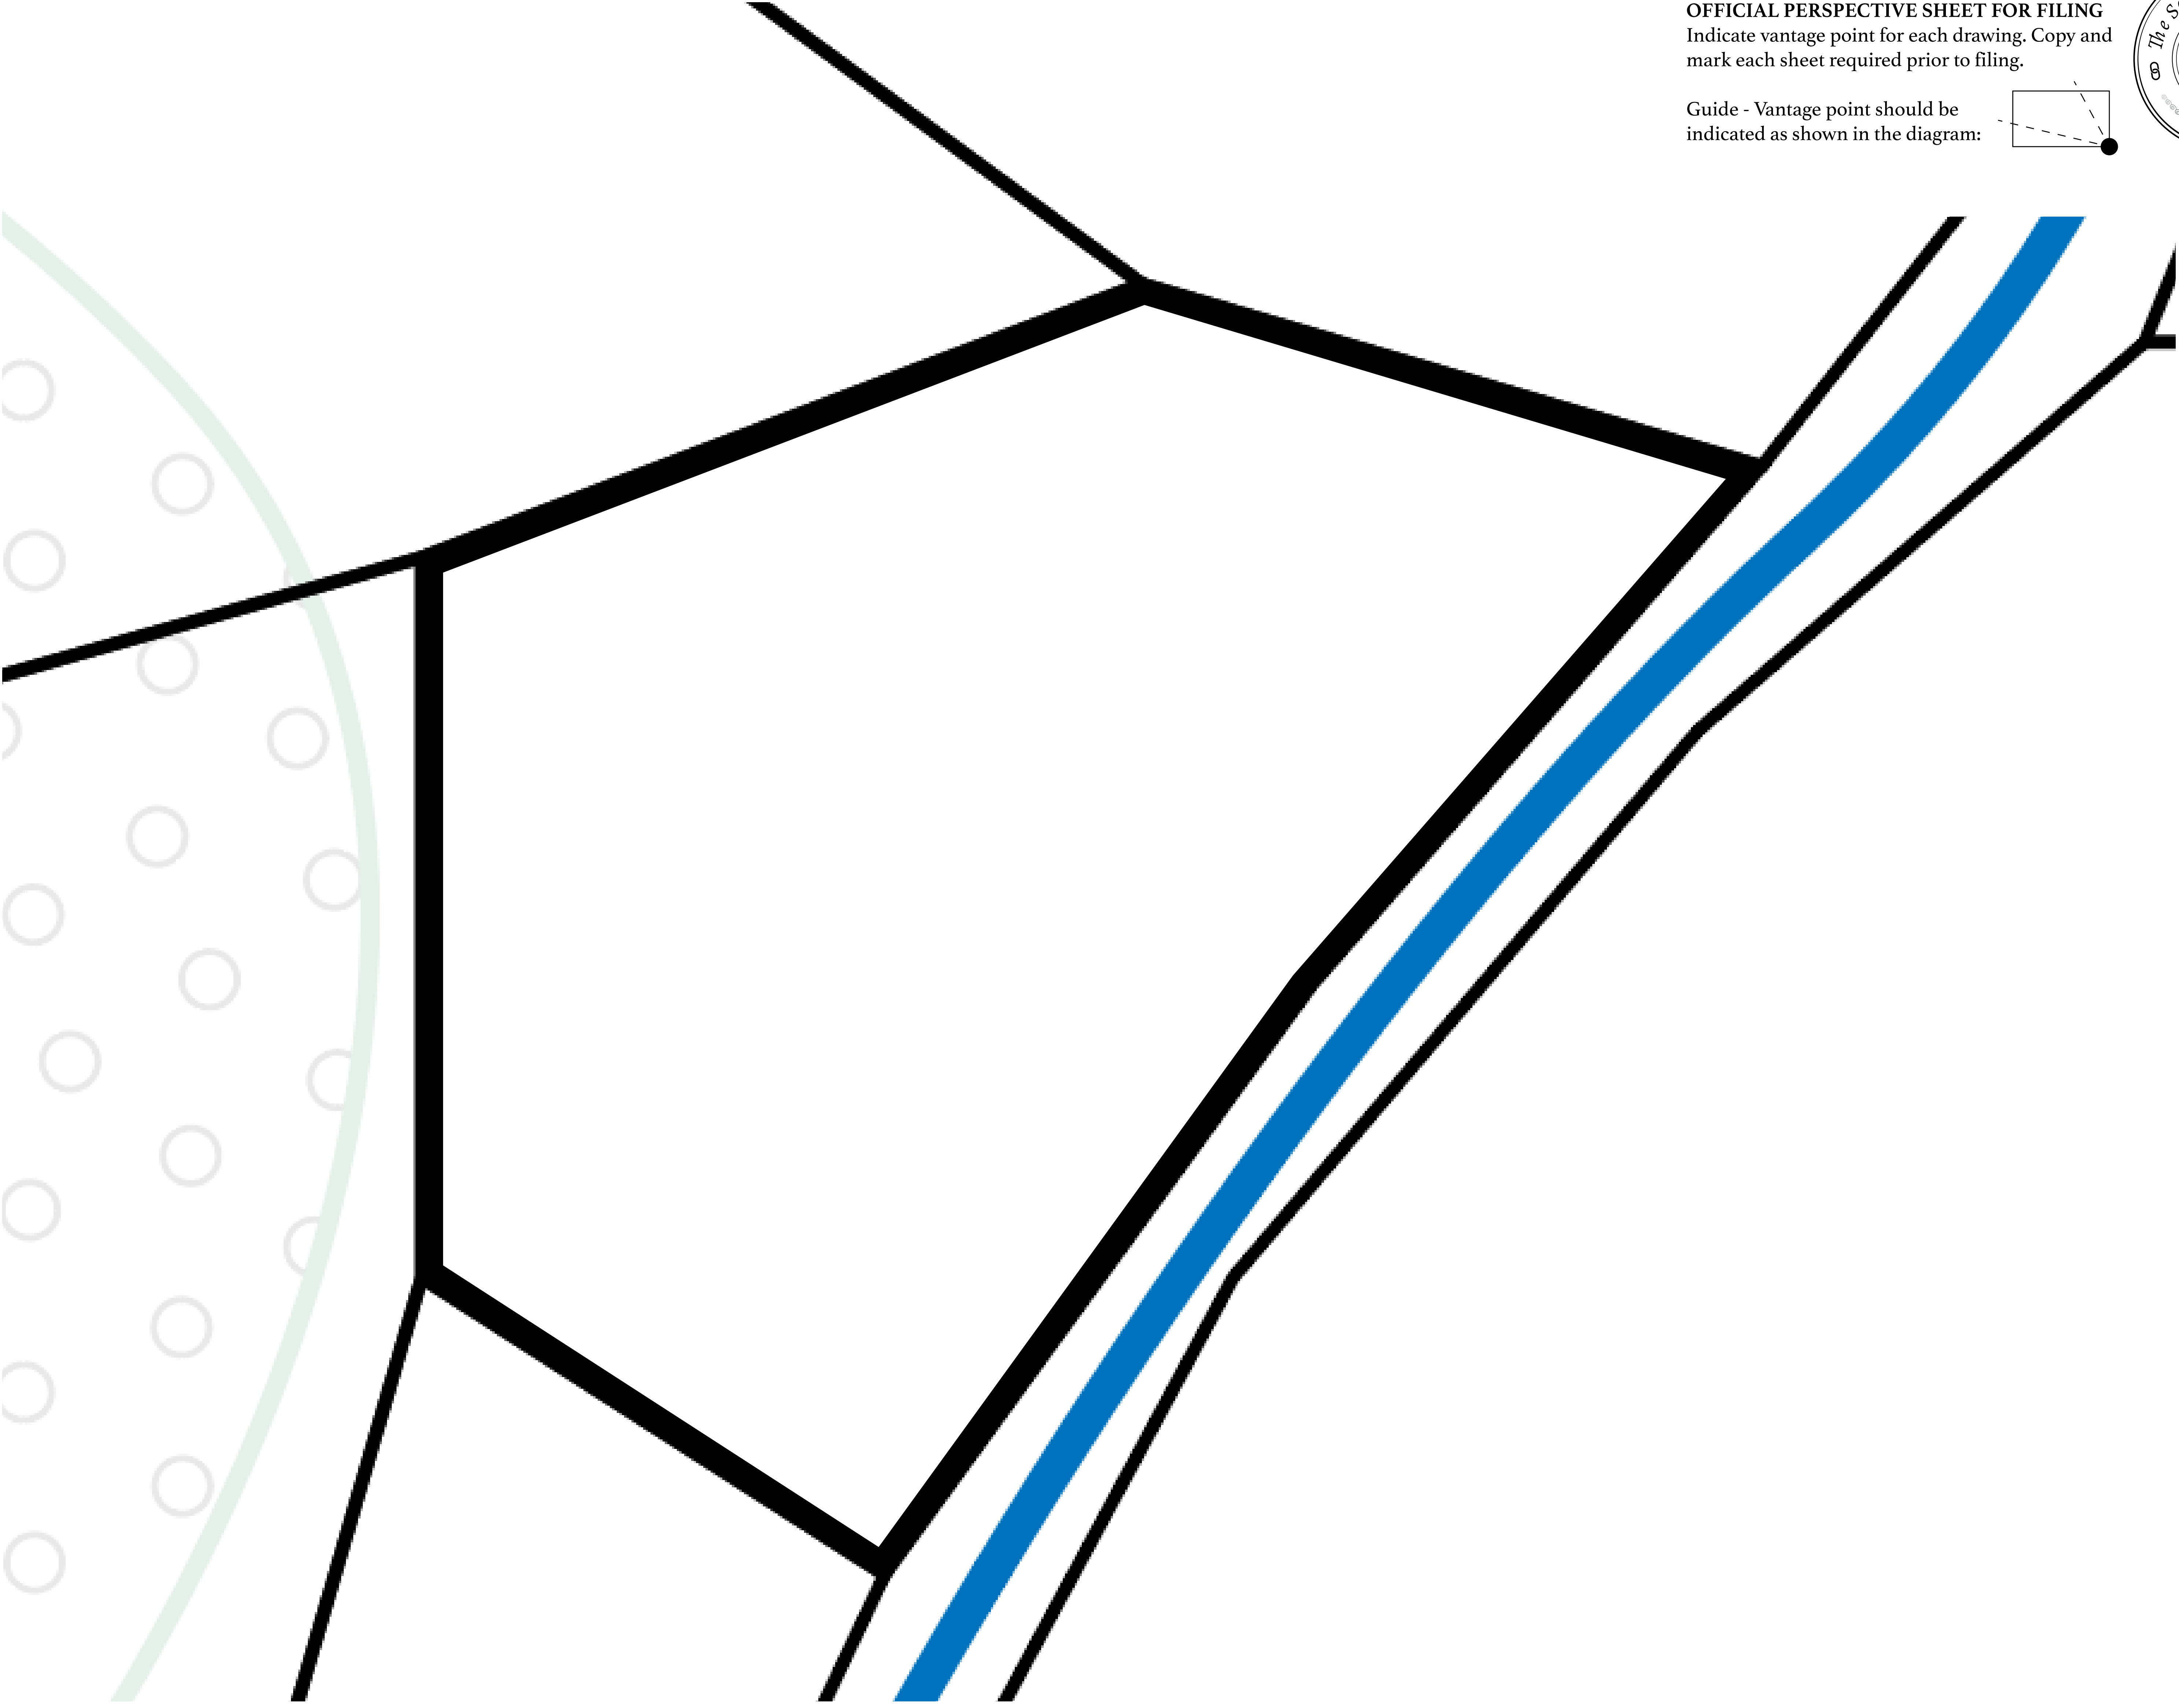 OFFICIAL PERSPECTIVE SHEET FOR FILING
Indicate vantage point for each drawing. Copy and
mark each sheet required prior to filing.
Guide - Vantage point should be
indicated as shown in the diagram:
The